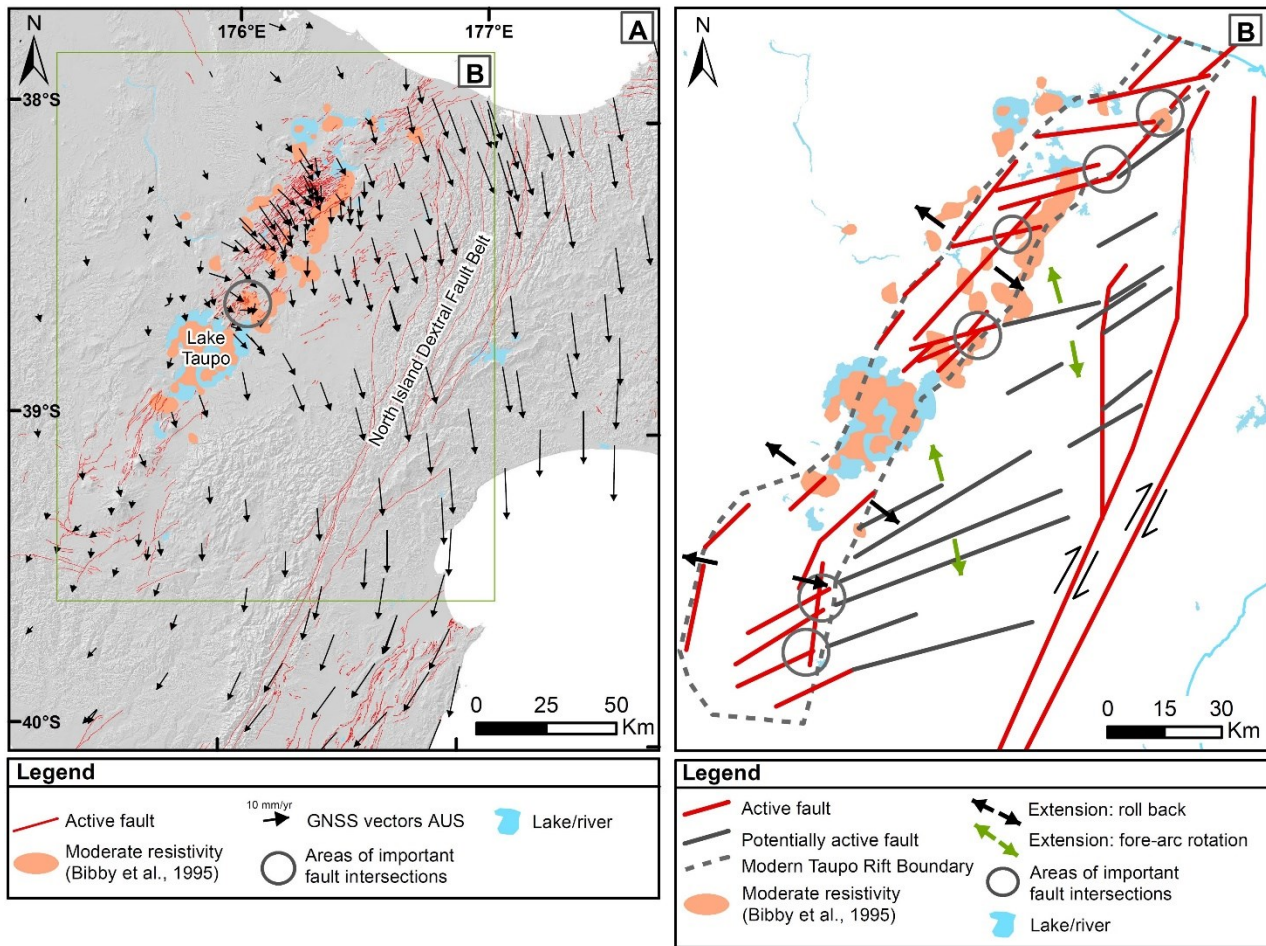 N
176°E
177°E
A
B
38°S
39°S
40°S
Lake
Taupo
North Island Dextral Fault Belt
0
25
50
Km
Legend
Active fault
10 mm/yr
GNSS vectors AUS
Lake/river
Moderate resistivity
(Bibby et al., 1995)
Areas of important
fault intersections
N
B
0
15
30
Km
Legend
Active fault
Potentially active fault
Modern Taupo Rift Boundary
Moderate resistivity
(Bibby et al., 1995)
Extension: roll back
Extension: fore-arc rotation
Areas of important
fault intersections
Lake/river